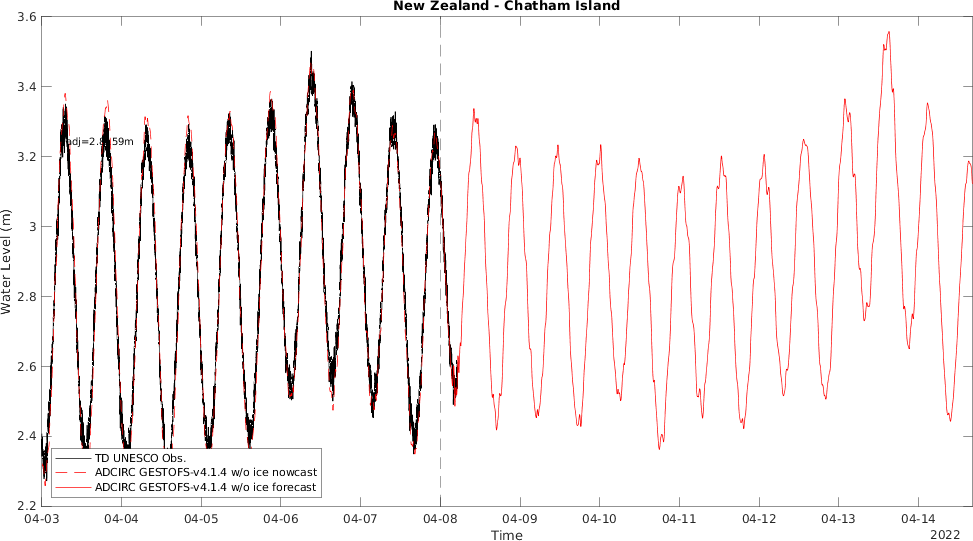 New Zealand - Chatham Island
3.6
3.4
3.2
3
2.8
2.6
2.4
2.2
Water Level (m)
TD UNESCO Obs.
ADCIRC GESTOFS-v4.1.4 w/o ice nowcast
ADCIRC GESTOFS-v4.1.4 w/o ice forecast
04-03 04-04 04-05 04-06 04-07 04-08 04-09 04-10 04-11 04-12 04-13 04-14
Time
2022